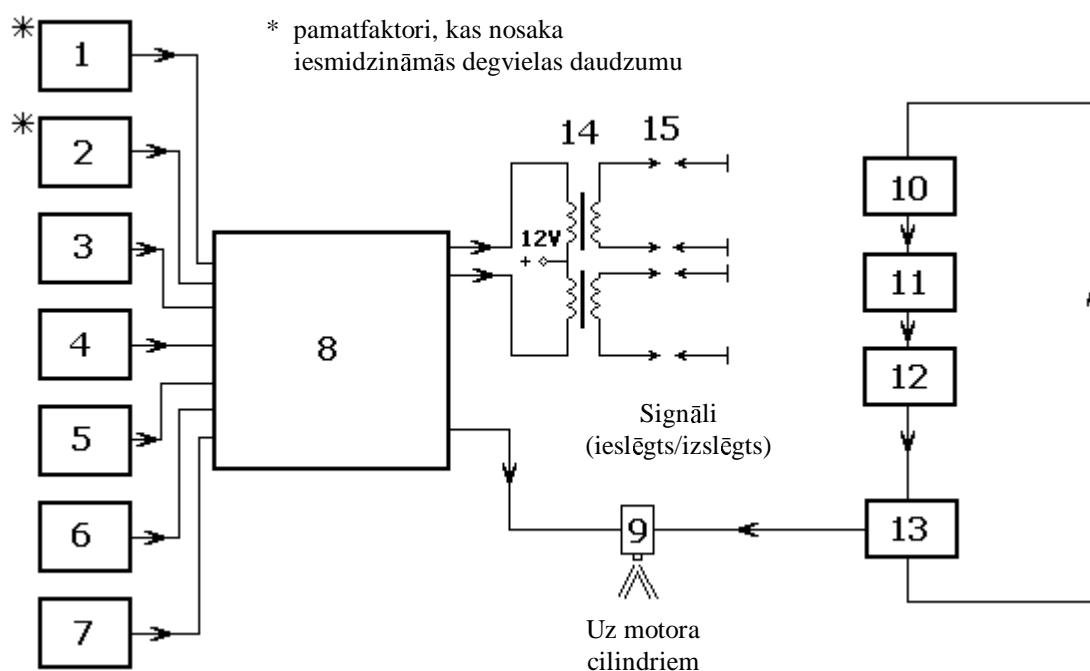 * pamatfaktori, kas nosaka
iesmidzināmās degvielas daudzumu
* 1
* 2
3
4
5
6
7
8
14
15
12V
+
Signāli
(ieslēgts/izslēgts)
9
Uz motora
cilindriem
10
11
12
13